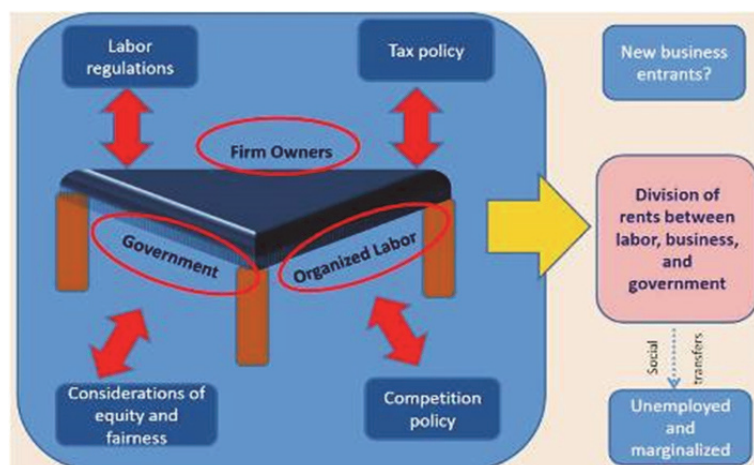 Labor
regulations
Tax policy
New business
entrants?
Firm Owners
Government
Organized Labor
Division of
rents between
labor, business,
and
government
Social
transfers
Considerations of
equity and
fairness
Competition
policy
Unemployed
and
marginalized